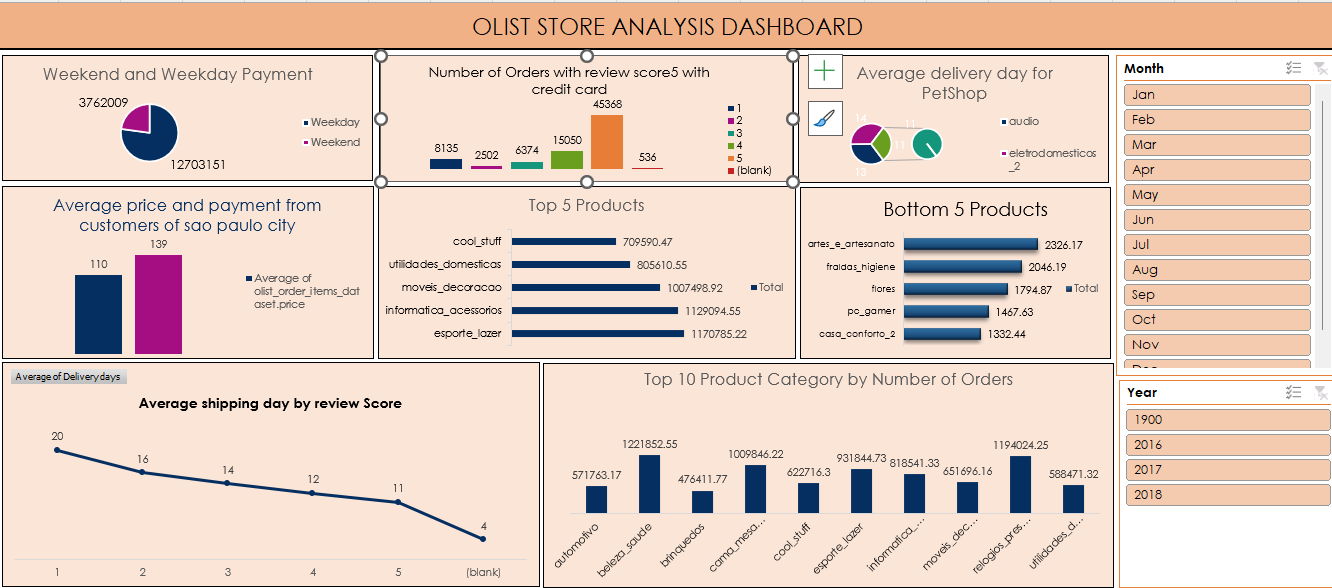 OLIST STORE ANALYSIS DASHBOARD
Weekend and Weekday Payment
3762009
12703151
Weekday
Weekend
Number of Orders with review score5 with
credit card
8135
2502
6374
15050
45368
536
1
2
3
4
5
(blank)
Average delivery day for
PetShop
14
11
11
13
audio
eletrodomesticos
_2
Average price and payment from
customers of sao paulo city
110
139
Average of
olist_order_items_dat
aset.price
Top 5 Products
cool_stuff
709590.47
utilidades_domesticas
805610.55
moveis_decoracao
1007498.92
informatica_acessorios
1129094.55
esporte_lazer
1170785.22
Total
Bottom 5 Products
artes_e_artesanato
2326.17
fraldas_higiene
2046.19
flores
1794.87
pc_gamer
1467.63
casa_conforto_2
1332.44
Total
Average of Deliverydays
Average shipping day by review Score
20
16
14
12
11
4
1
2
3
4
5
(blank)
Top 10 Product Category by Number of Orders
571763.17
1221852.55
476411.77
1009846.22
622716.3
931844.73
818541.33
651696.16
1194024.25
588471.32
automotivo
beleza_saude
brinquedos
cama_mesa...
cool_stuff
esporte_lazer
informatica_...
moveis_dec...
relogios_pres...
utilidades_d...
Month
Jan
Feb
Mar
Apr
May
Jun
Jul
Aug
Sep
Oct
Nov
Year
1900
2016
2017
2018